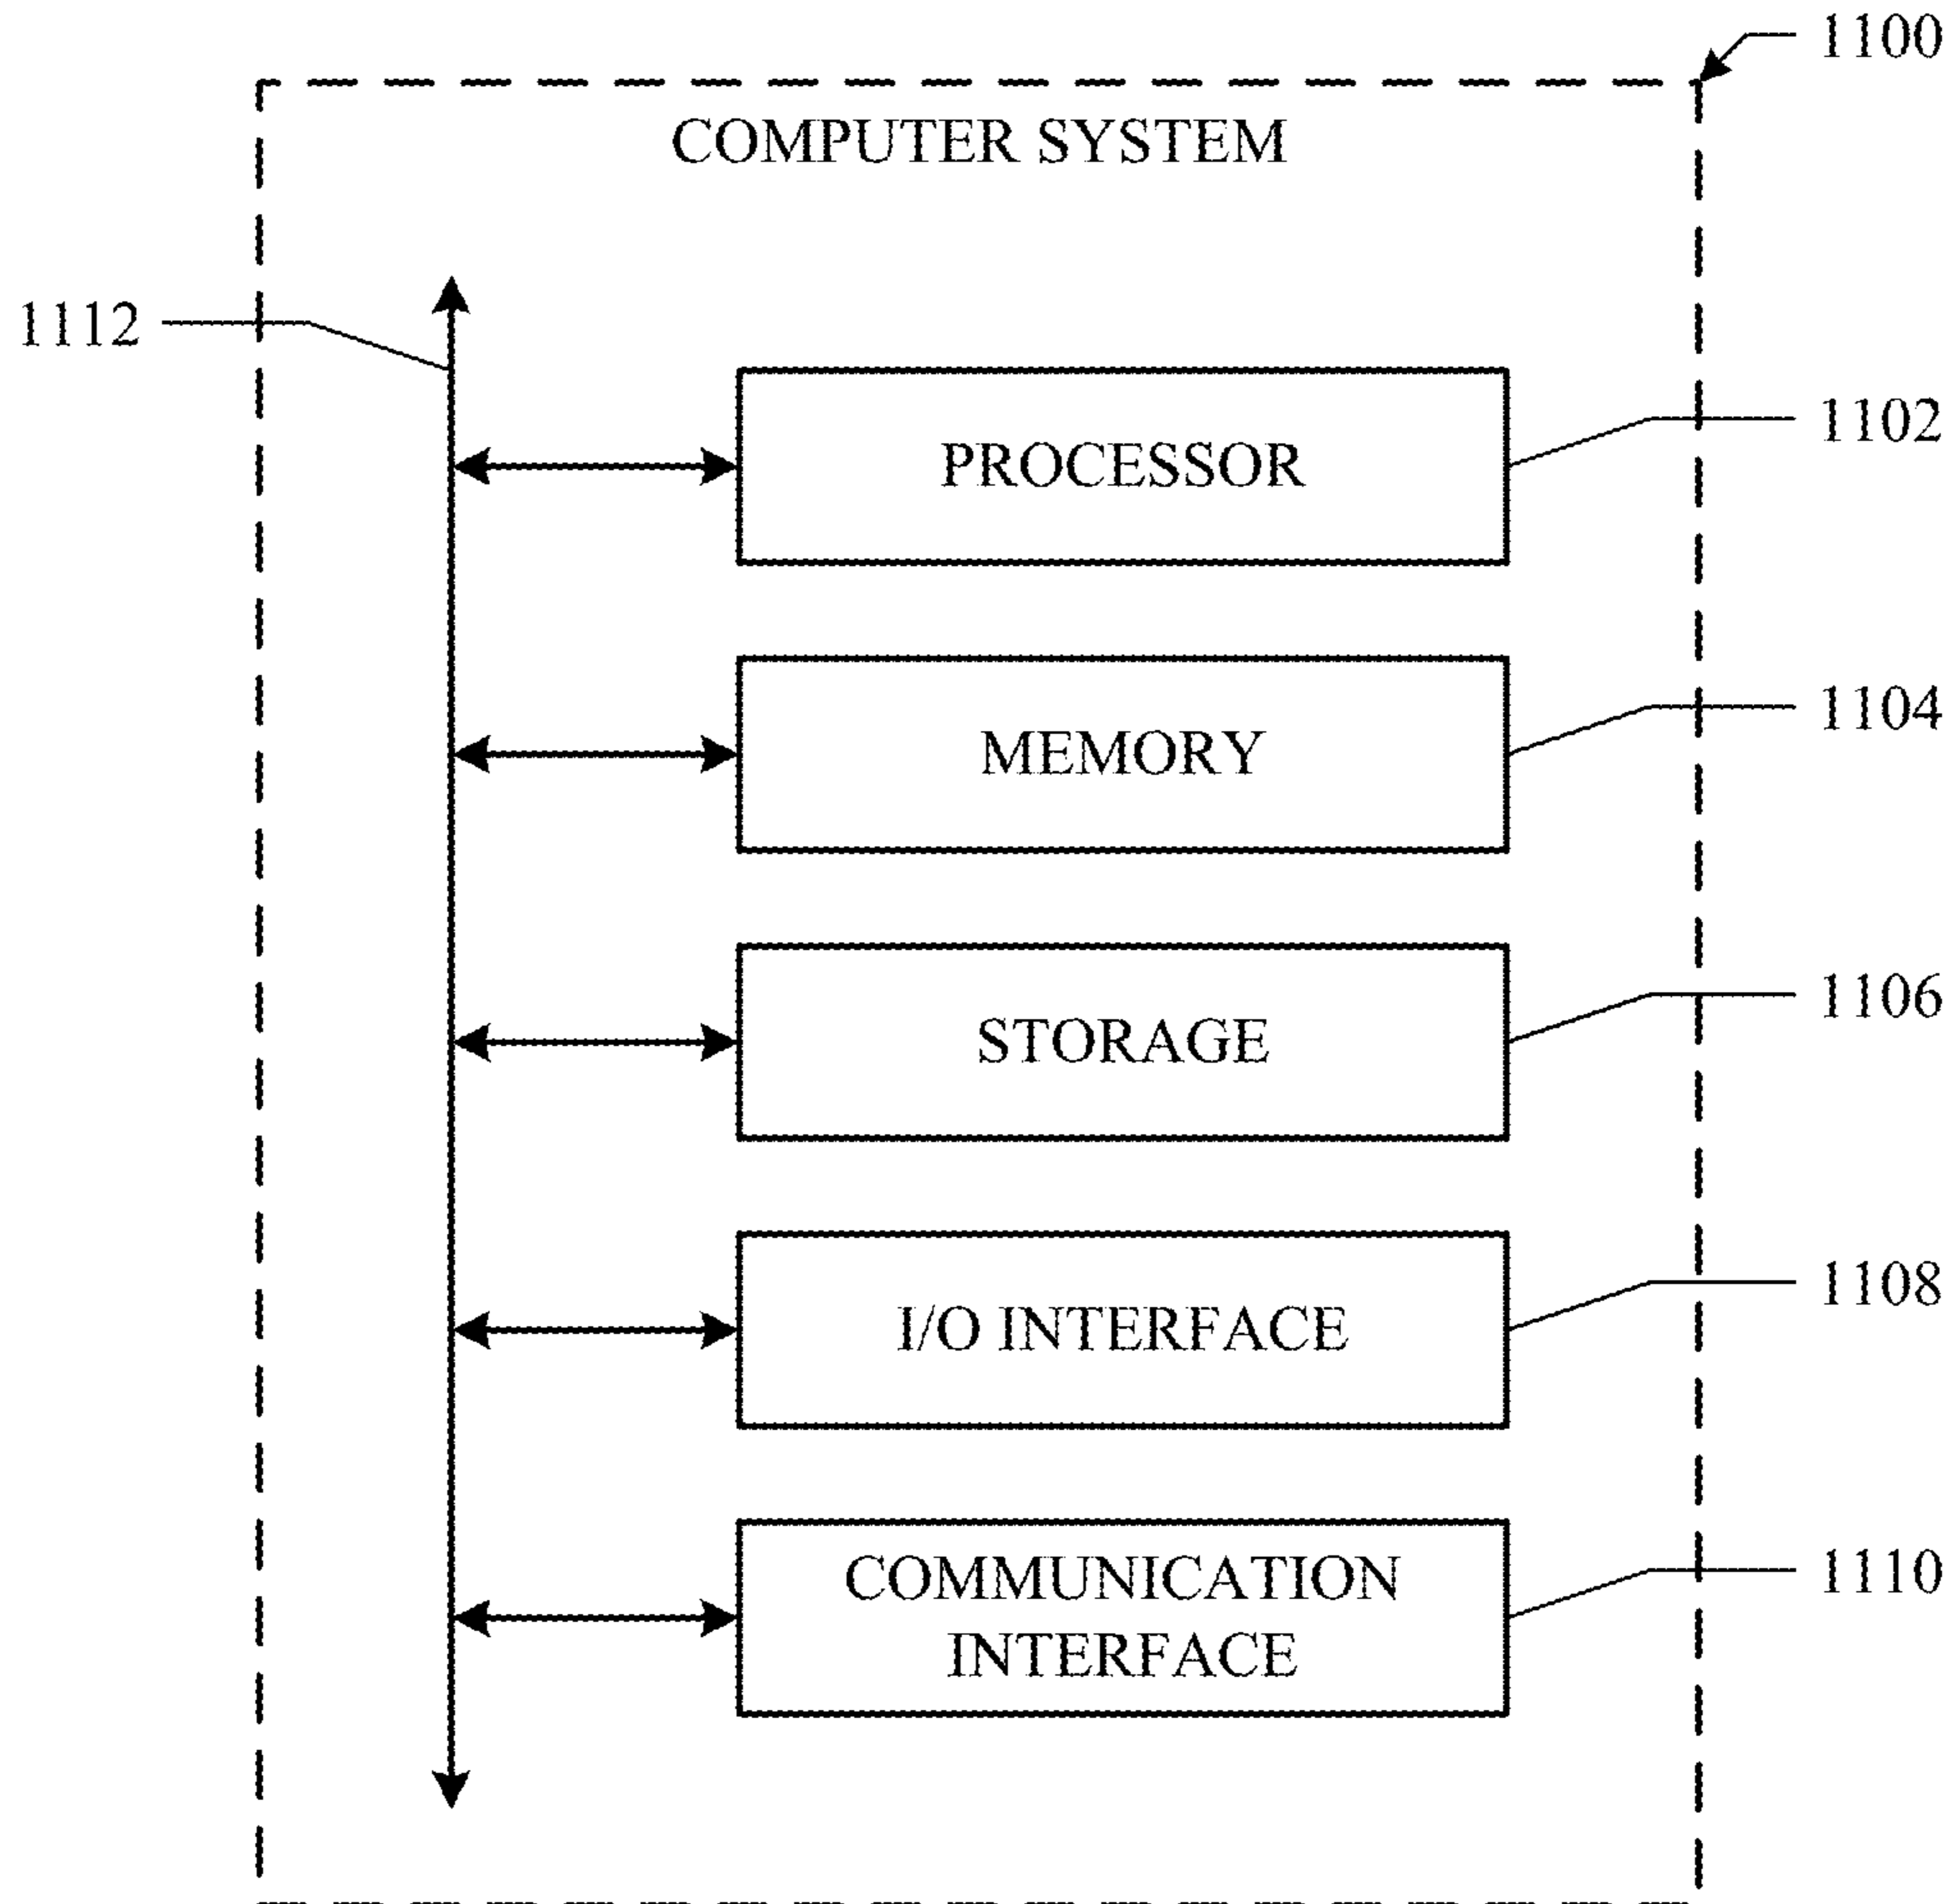 1100
COMPUTER SYSTEM
1112
1102
PROCESSOR
1104
MEMORY
1106
STORAGE
1108
I/O INTERFACE
1110
COMMUNICATION
INTERFACE